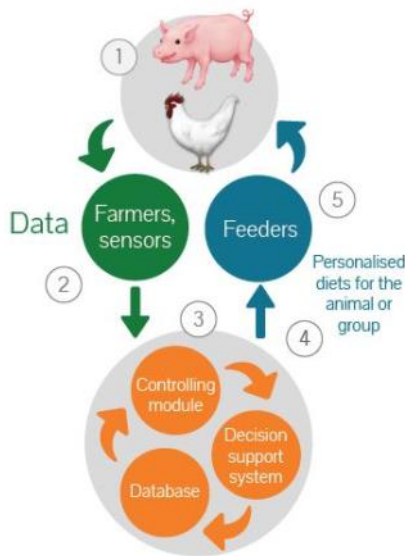 1
Data
Farmers,
sensors
2
Feeders
5
Personalised
diets for the
animal or
group
3
4
Controlling
module
Decision
support
system
Database